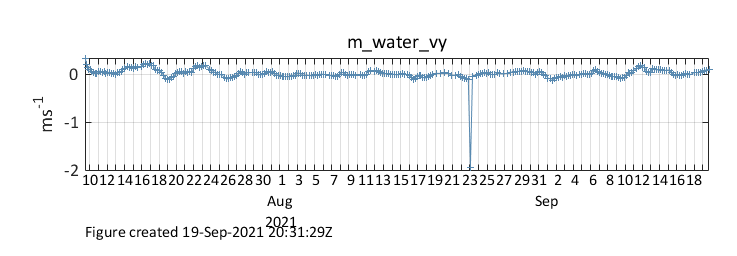 m_water_vy
0
-1
-2
ms-1
10 12 14 16 18 20 22 24 26 28 30 1 3 5 7 9 11 13 15 17 19 21 23 25 27 29 31 2 4 6 8 10 12 14 16 18
Aug Sep
2021
Figure created 19-Sep-2021 20:31:29Z